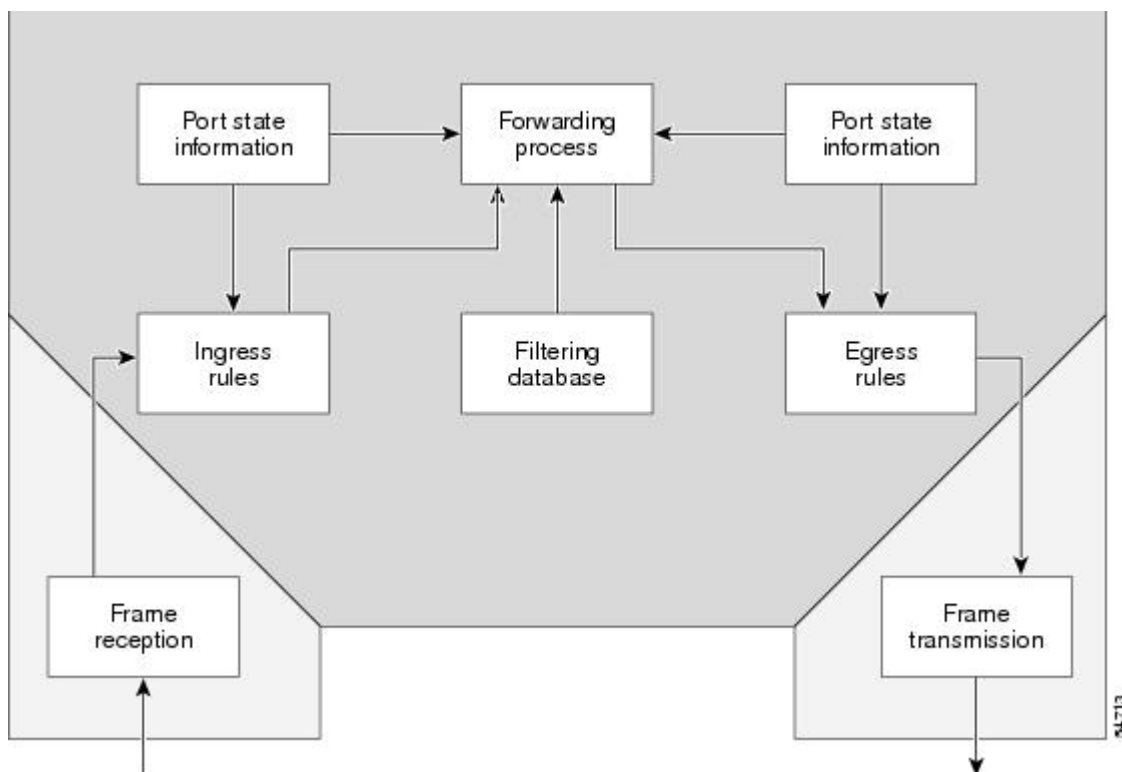 Port state
information
Forwarding
process
Port state
information
Ingress
rules
Filtering
database
Egress
rules
Frame
reception
Frame
transmission